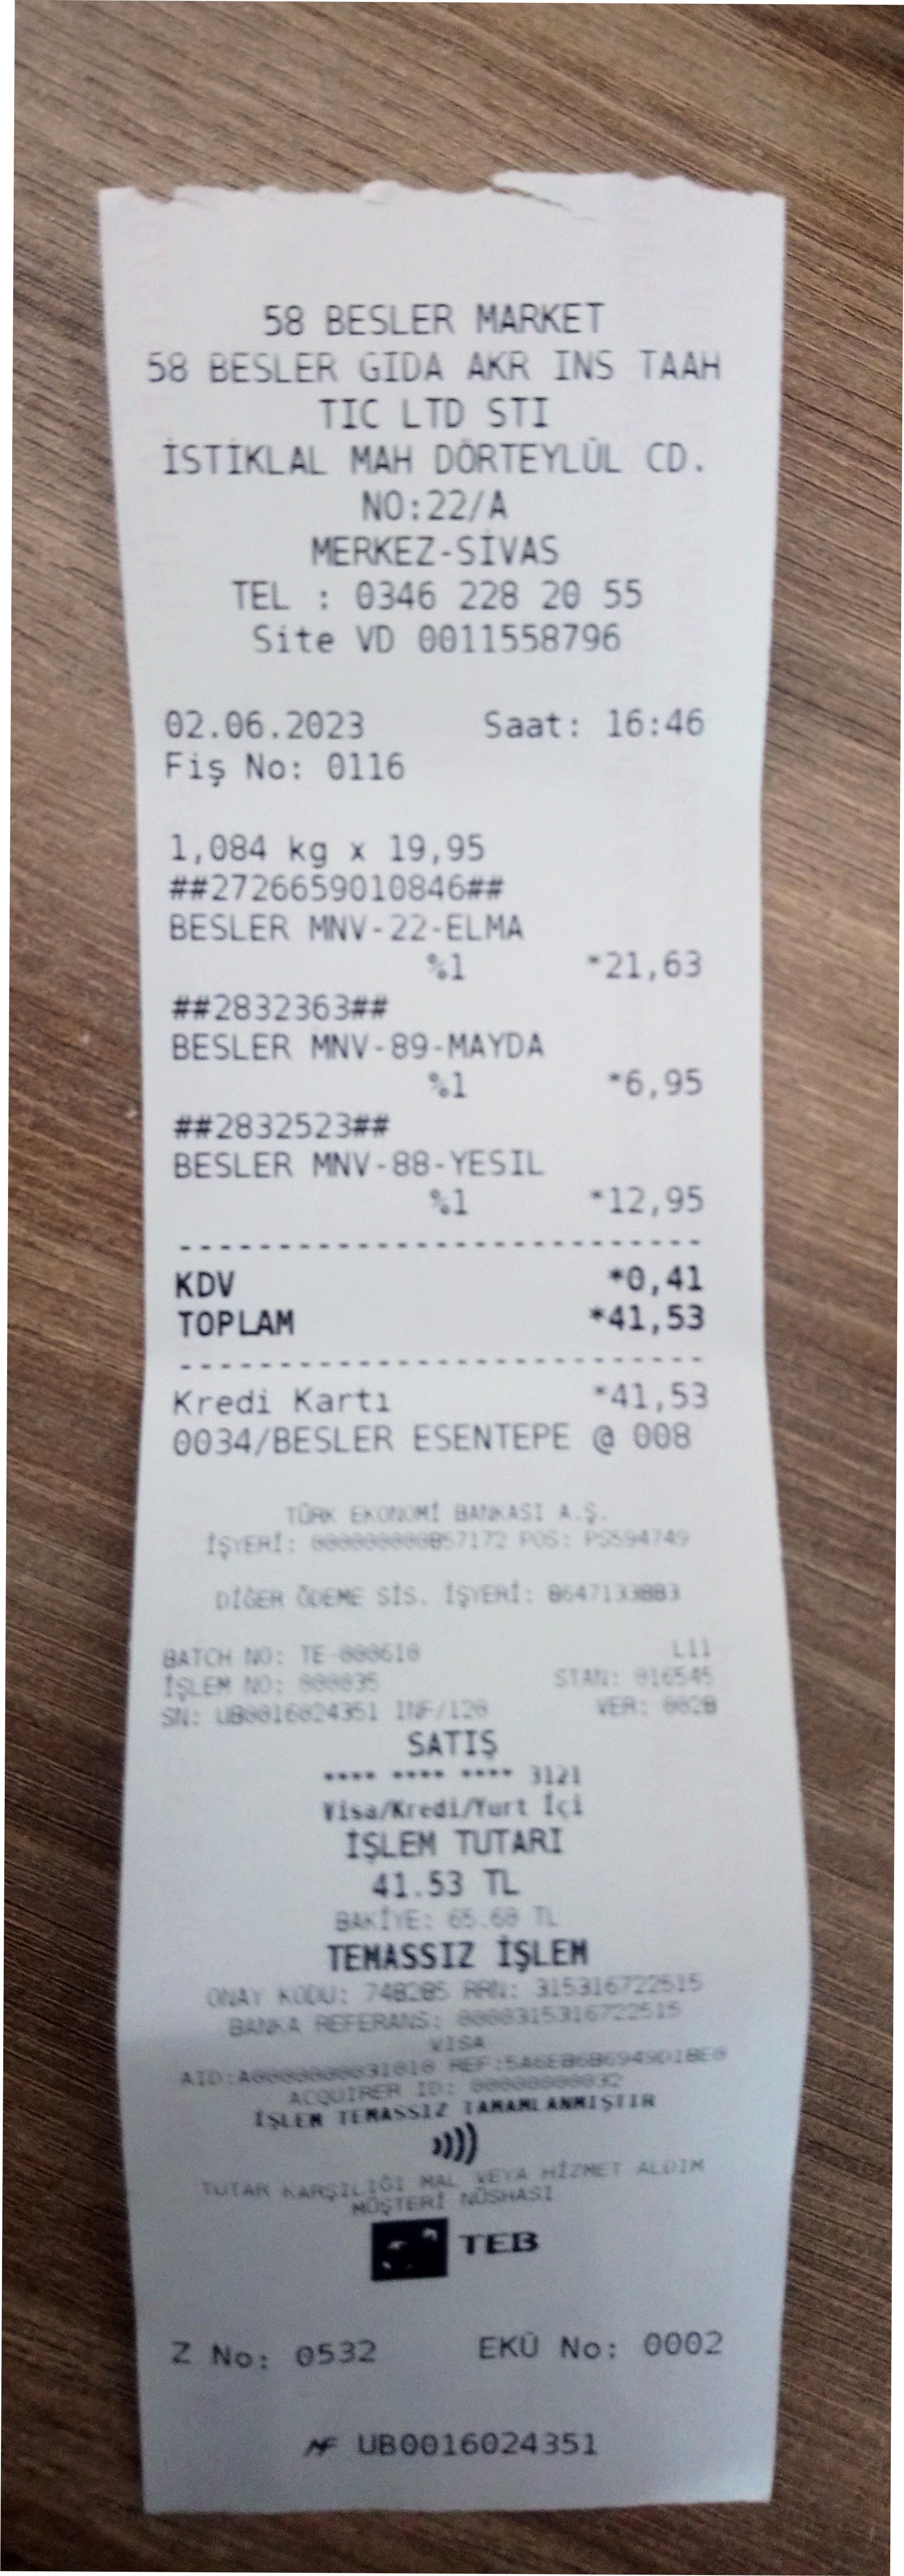 58 BESLER MARKET
58 BESLER GIDA AKR INS TAAH
TIC LTD STI
İSTİKLAL MAH DÖRTEYLÜL CD.
NO:22/A
MERKEZ-SİVAS
TEL : 0346 228 20 55
Site VD 0011558796
02.06.2023 Saat: 16:46
Fiş No: 0116
1,084 kg x 19,95
##2726659010846##
BESLER MNV-22-ELMA
%1 *21,63
##2832363##
BESLER MNV-89-MAYDA
%1 *6,95
##2832523##
BESLER MNV-88-YESIL
%1 *12,95
KDV *0,41
TOPLAM *41,53
Kredi Kartı *41,53
0034/BESLER ESENTEPE @ 008
TÜRK EKONOMİ BANKASI A.Ş.
İŞYERİ: POS: PS594749
DİĞER ÖDEME SİS. İŞYERİ:
BATCH NO: TE-000610 L11
İŞLEM NO: 000035 STAN: 016545
SN: UB0016024351 INF/120 VER: 0028
SATIŞ
**** **** **** 3121
Visa/Kredi/Yurt İçi
İŞLEM TUTARI
41.53 TL
BAKİYE: 65.60 TL
TEMASSIZ İŞLEM
ONAY KODU: 748285 RRN: 315316722515
BANKA REFERANS: 0000315316722515
VISA
AID:A0000000031010
ACQUIRER ID: 00000000032
İŞLEM TEMASSIZ TAMAMLANMIŞTIR
TUTAR KARŞILIĞI MAL VEYA HİZMET ALDIM
MÜŞTERİ NÜSHASI
TEB
Z No: 0532 EKÜ No: 0002
MF UB0016024351